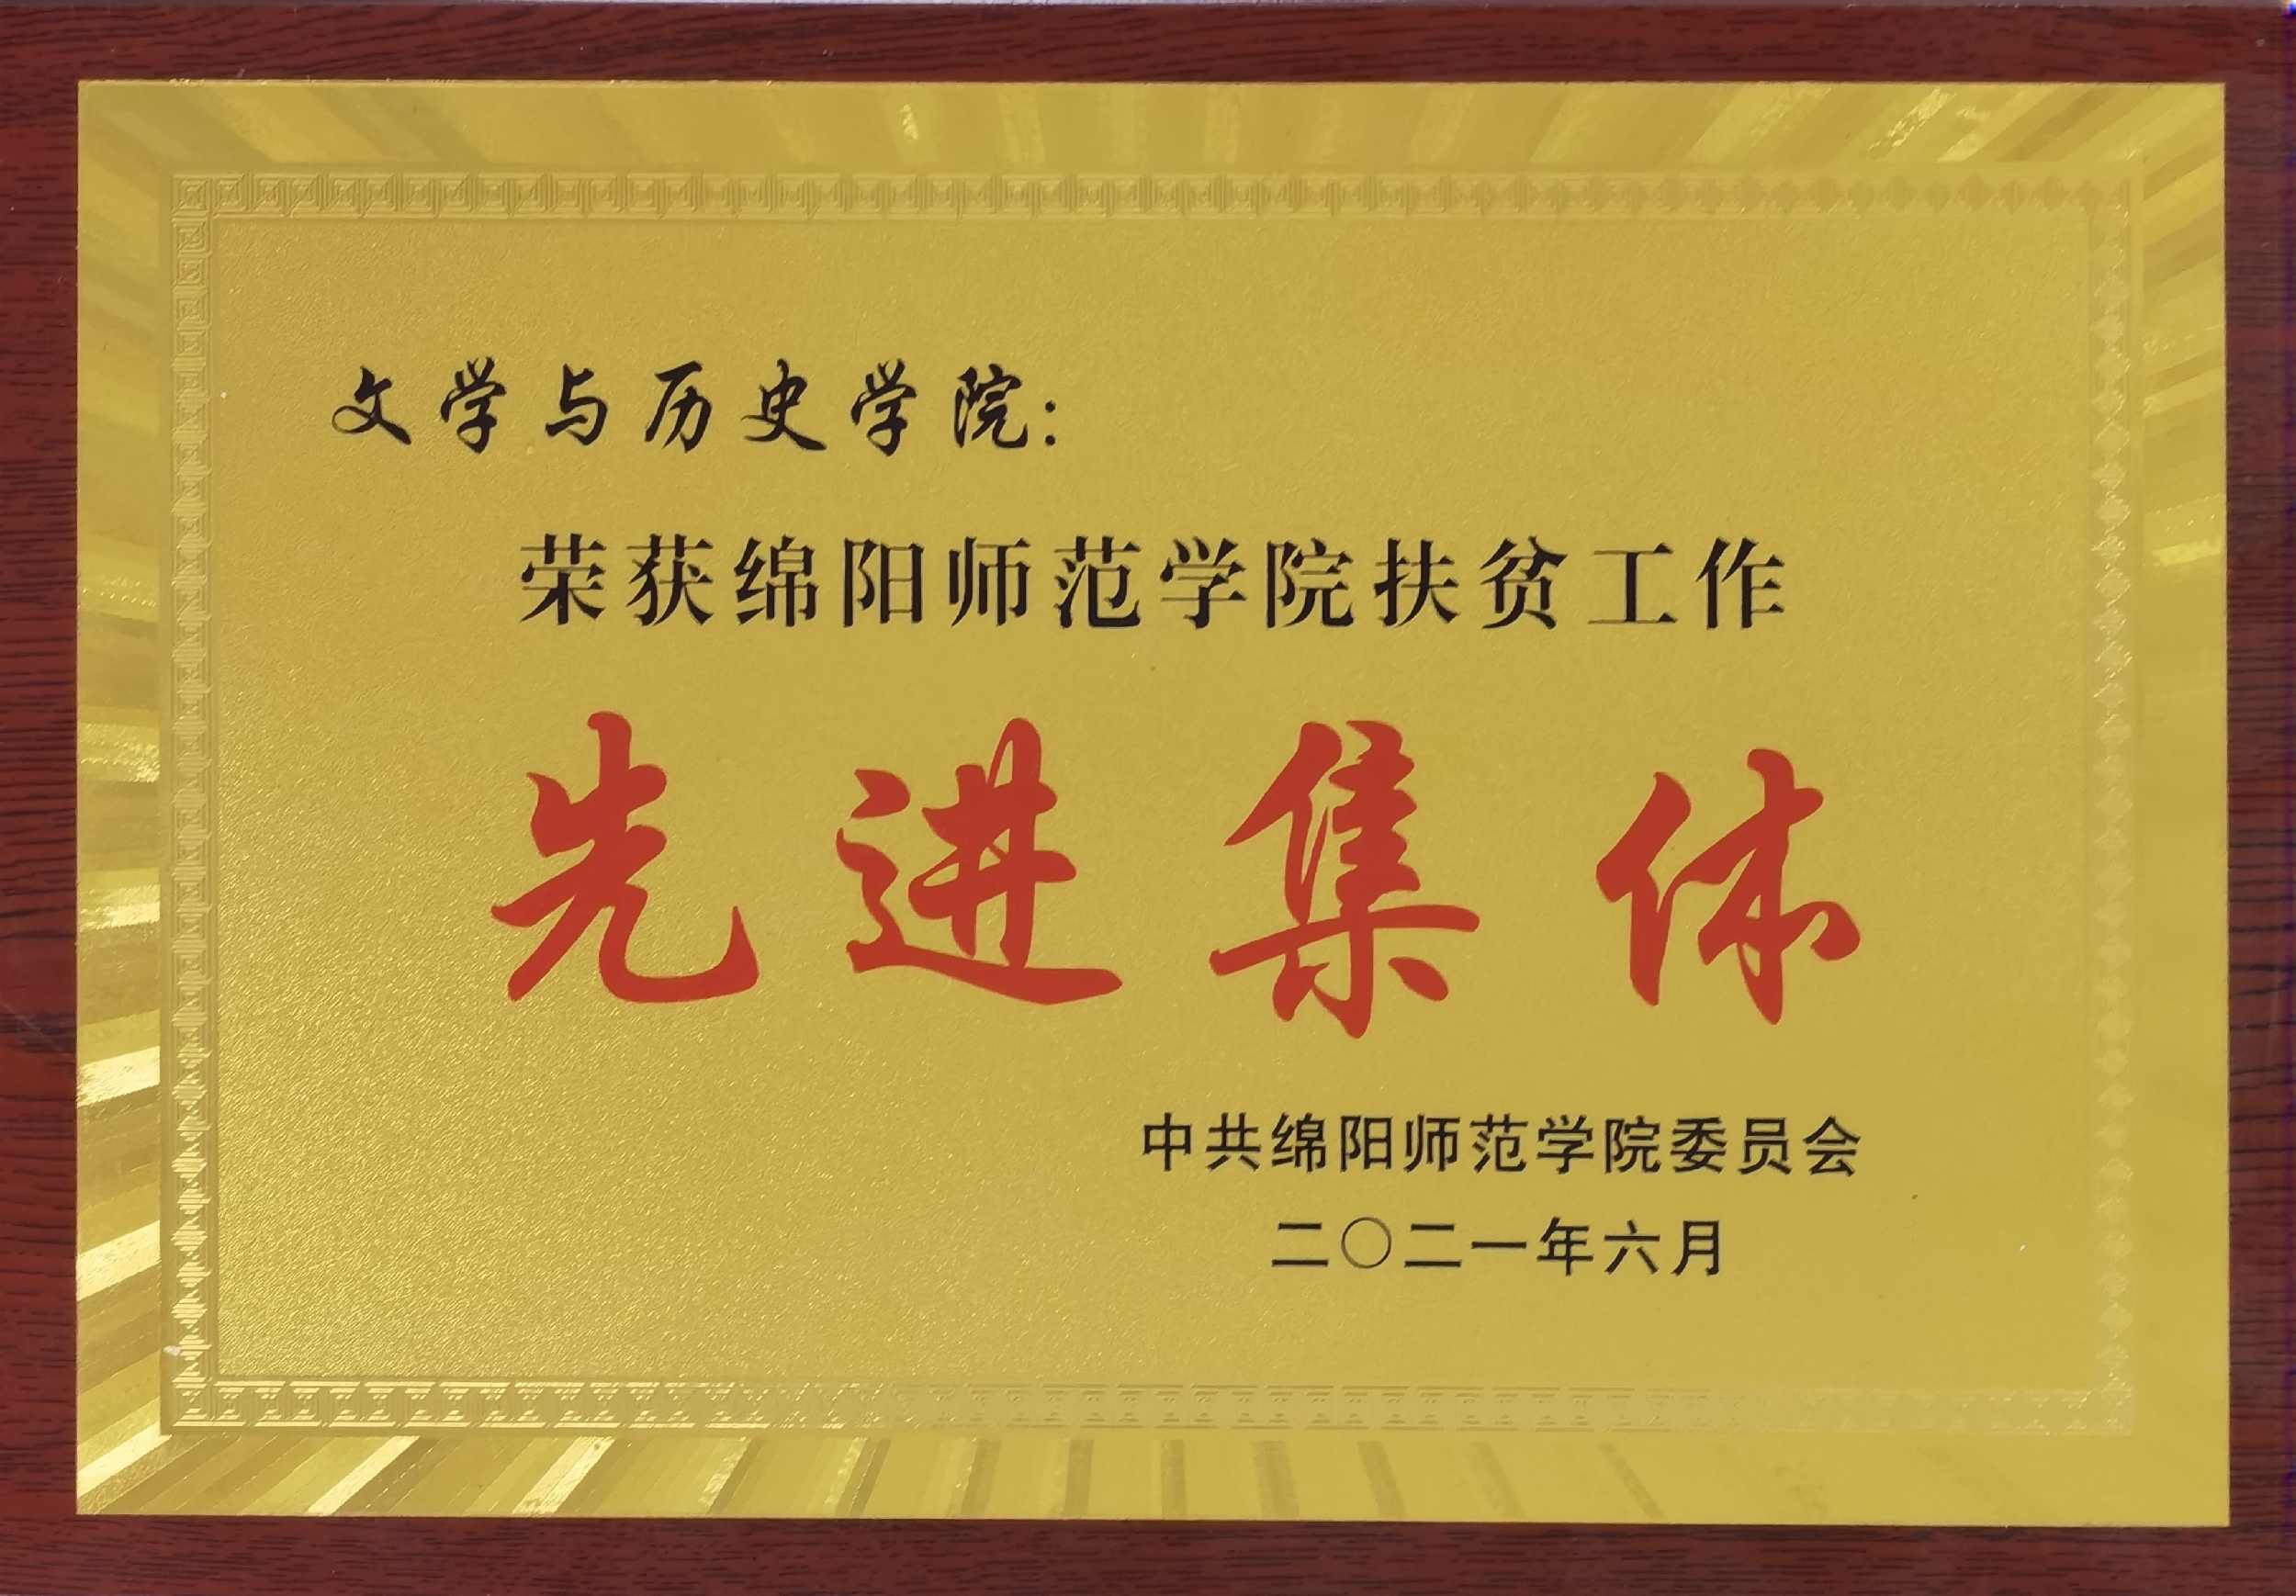 文学与历史学院：
荣获绵阳师范学院扶贫工作
先进集体
中共绵阳师范学院委员会
二〇二一年六月